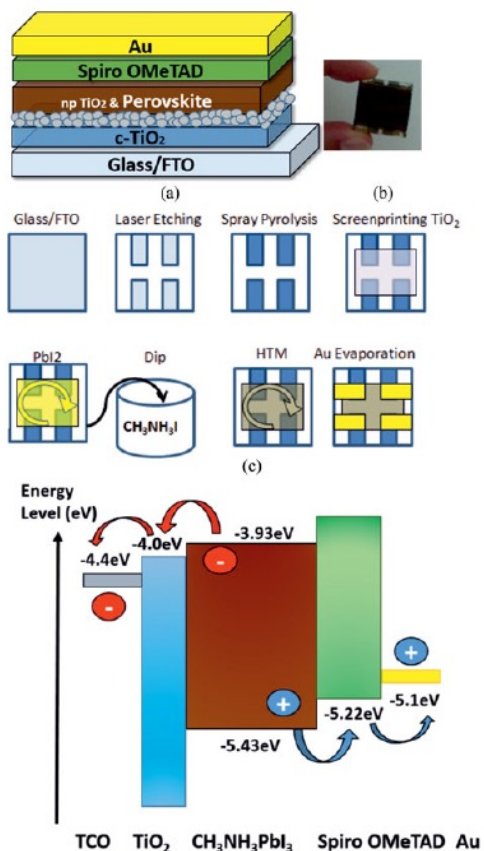 Au
Spiro OMeTAD
np TiO₂ & Perovskite
c-TiO₂
Glass/FTO
(a)
(b)
Glass/FTO
Laser Etching
Spray Pyrolysis
Screenprinting TiO₂
PbI2
Dip
HTM
Au Evaporation
CH₃NH₃I
(c)
Energy
Level (eV)
-4.4eV
-4.0eV
-3.93eV
-
-
+
+
-5.1eV
-5.22eV
-5.43eV
TCO TiO₂ CH₃NH₃PbI₃ Spiro OMeTAD Au